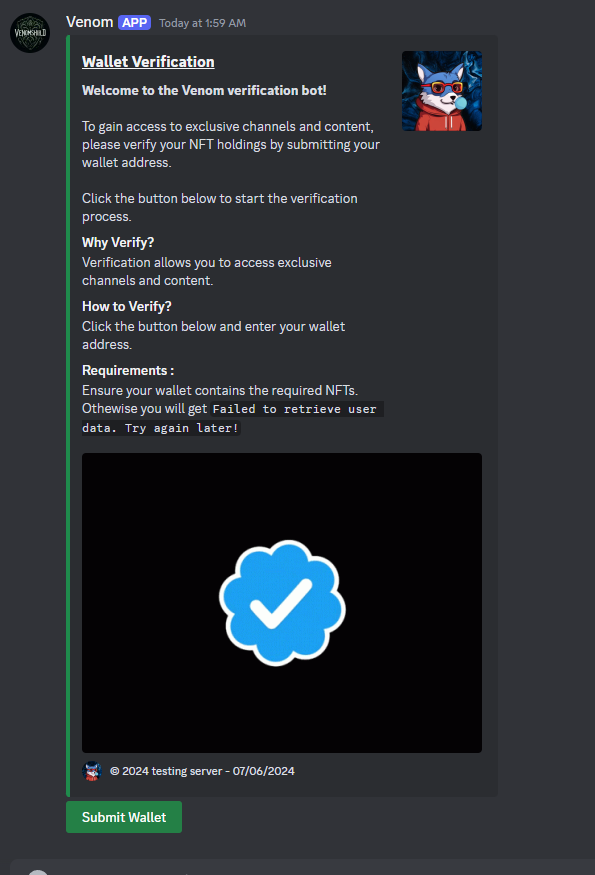 VENOMSHILD
Venom APP Today at 1:59 AM
Wallet Verification
Welcome to the Venom verification bot!
To gain access to exclusive channels and content,
please verify your NFT holdings by submitting your
wallet address.
Click the button below to start the verification
process.
Why Verify?
Verification allows you to access exclusive
channels and content.
How to Verify?
Click the button below and enter your wallet
address.
Requirements :
Ensure your wallet contains the required NFTs.
Othewise you will get Failed to retrieve user
data. Try again later!
© 2024 testing server - 07/06/2024
Submit Wallet